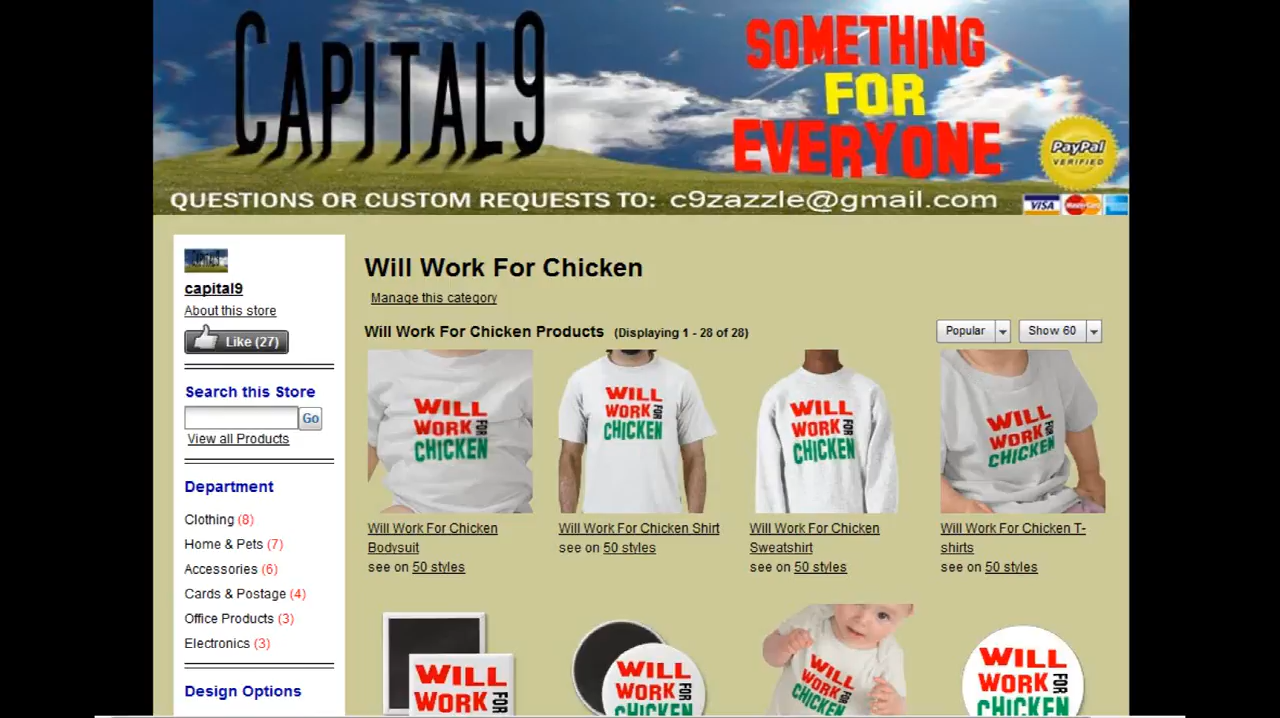 CAPITAL9
SOMETHING
FOR
EVERYONE
PayPal
VERIFIED
QUESTIONS OR CUSTOM REQUESTS TO: c9zazzle@gmail.com
VISA
MasterCard
capital9
About this store
Like (27)
Search this Store
Go
View all Products
Department
Clothing (8)
Home & Pets (7)
Accessories (6)
Cards & Postage (4)
Office Products (3)
Electronics (3)
Design Options
Will Work For Chicken
Manage this category
Will Work For Chicken Products (Displaying 1 - 28 of 28)
Popular
Show 60
WILL
WORK FOR
CHICKEN
WILL
WORK FOR
CHICKEN
WILL
WORK FOR
CHICKEN
WILL
WORK FOR
CHICKEN
Will Work For Chicken
Bodysuit
see on 50 styles
Will Work For Chicken Shirt
see on 50 styles
Will Work For Chicken
Sweatshirt
see on 50 styles
Will Work For Chicken T-
shirts
see on 50 styles
WILL
WORK FOR
WILL
WORK FOR
CHICKEN
WILL
WORK FOR
CHICKEN
WILL
WORK FOR
CHICKEN